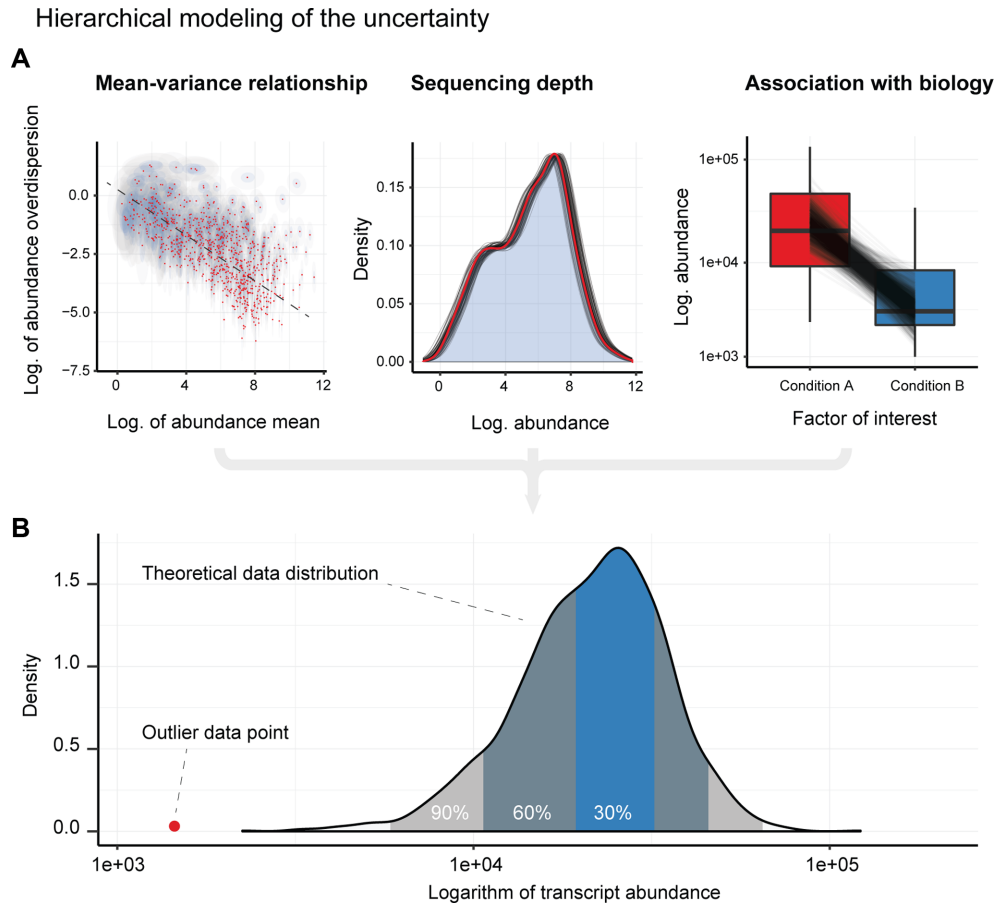 Hierarchical modeling of the uncertainty
A
Mean-variance relationship
Sequencing depth
Association with biology
Log. of abundance overdispersion
0.0
−2.5
−5.0
−7.5
0
4
8
12
Log. of abundance mean
Density
0.15
0.10
0.05
0.00
0
4
8
12
Log. abundance
Log. abundance
1e+05
1e+04
1e+03
Condition A
Condition B
Factor of interest
B
Density
1.5
1.0
0.5
0.0
Theoretical data distribution
Outlier data point
90%
60%
30%
1e+03
1e+04
1e+05
Logarithm of transcript abundance